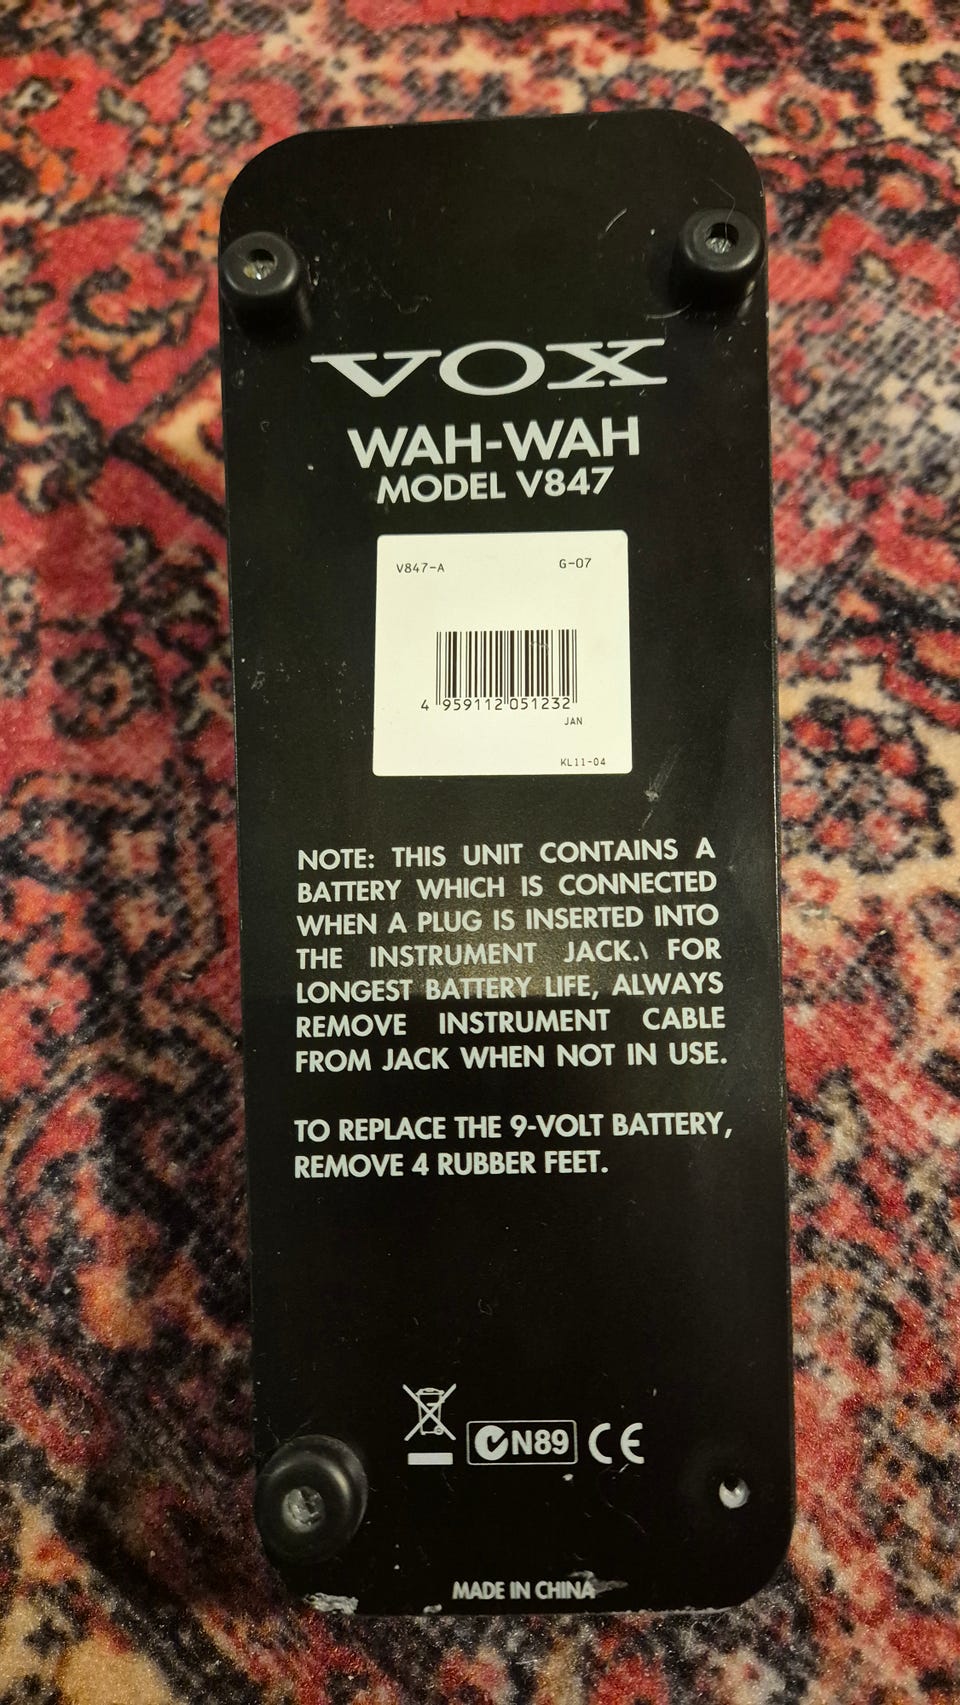 VOX
WAH-WAH
MODEL V847
V847-A G-07
4 959112 051232
JAN
KL11-04
NOTE: THIS UNIT CONTAINS A
BATTERY WHICH IS CONNECTED
WHEN A PLUG IS INSERTED INTO
THE INSTRUMENT JACK.\ FOR
LONGEST BATTERY LIFE, ALWAYS
REMOVE INSTRUMENT CABLE
FROM JACK WHEN NOT IN USE.
TO REPLACE THE 9-VOLT BATTERY,
REMOVE 4 RUBBER FEET.
N89 CE
MADE IN CHINA